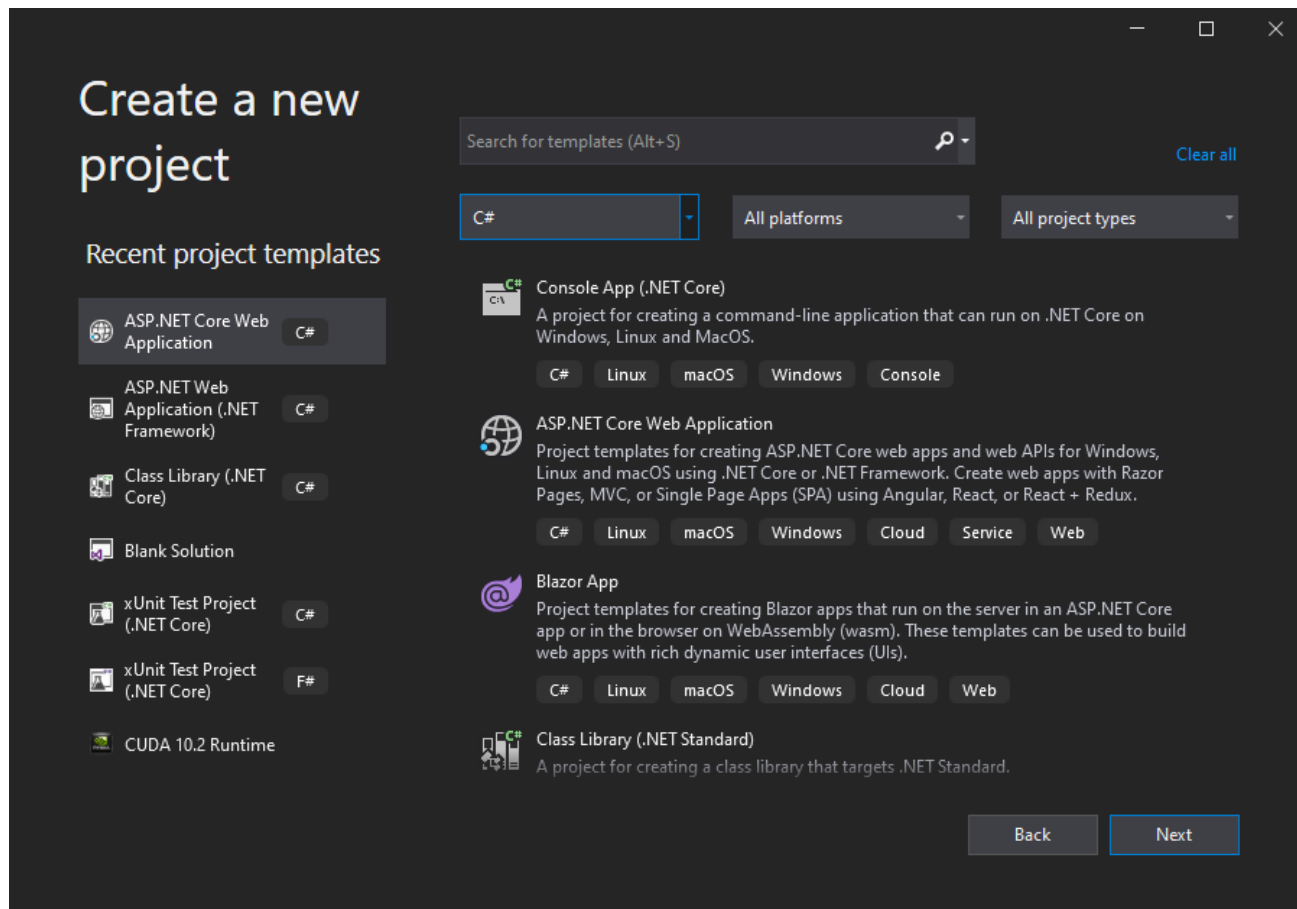 Create a new
project
Recent project templates
ASP.NET Core Web
Application
C#
ASP.NET Web
Application (.NET
Framework)
C#
Class Library (.NET
Core)
C#
Blank Solution
xUnit Test Project
(.NET Core)
C#
xUnit Test Project
(.NET Core)
F#
CUDA 10.2 Runtime
Search for templates (Alt+S)
Clear all
C# All platforms All project types
C#
C:\
Console App (.NET Core)
A project for creating a command-line application that can run on .NET Core on
Windows, Linux and MacOS.
C# Linux macOS Windows Console
ASP.NET Core Web Application
Project templates for creating ASP.NET Core web apps and web APIs for Windows,
Linux and macOS using .NET Core or .NET Framework. Create web apps with Razor
Pages, MVC, or Single Page Apps (SPA) using Angular, React, or React + Redux.
C# Linux macOS Windows Cloud Service Web
Blazor App
Project templates for creating Blazor apps that run on the server in an ASP.NET Core
app or in the browser on WebAssembly (wasm). These templates can be used to build
web apps with rich dynamic user interfaces (UIs).
C# Linux macOS Windows Cloud Web
C#
Class Library (.NET Standard)
A project for creating a class library that targets .NET Standard.
Back Next